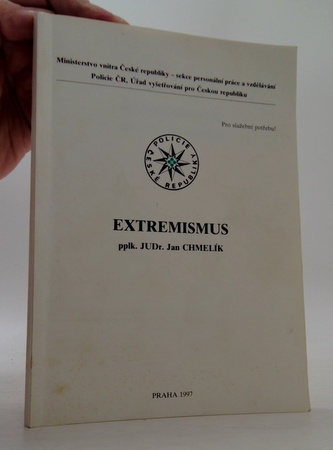 Ministerstvo vnitra České republiky – sekce personální práce a vzdělávání
Policie ČR, Úřad vyšetřování pro Českou republiku
Pro služební potřebu!
POLICIE
ČESKÉ REPUBLIKY
EXTREMISMUS
pplk. JUDr. Jan CHMELÍK
PRAHA 1997